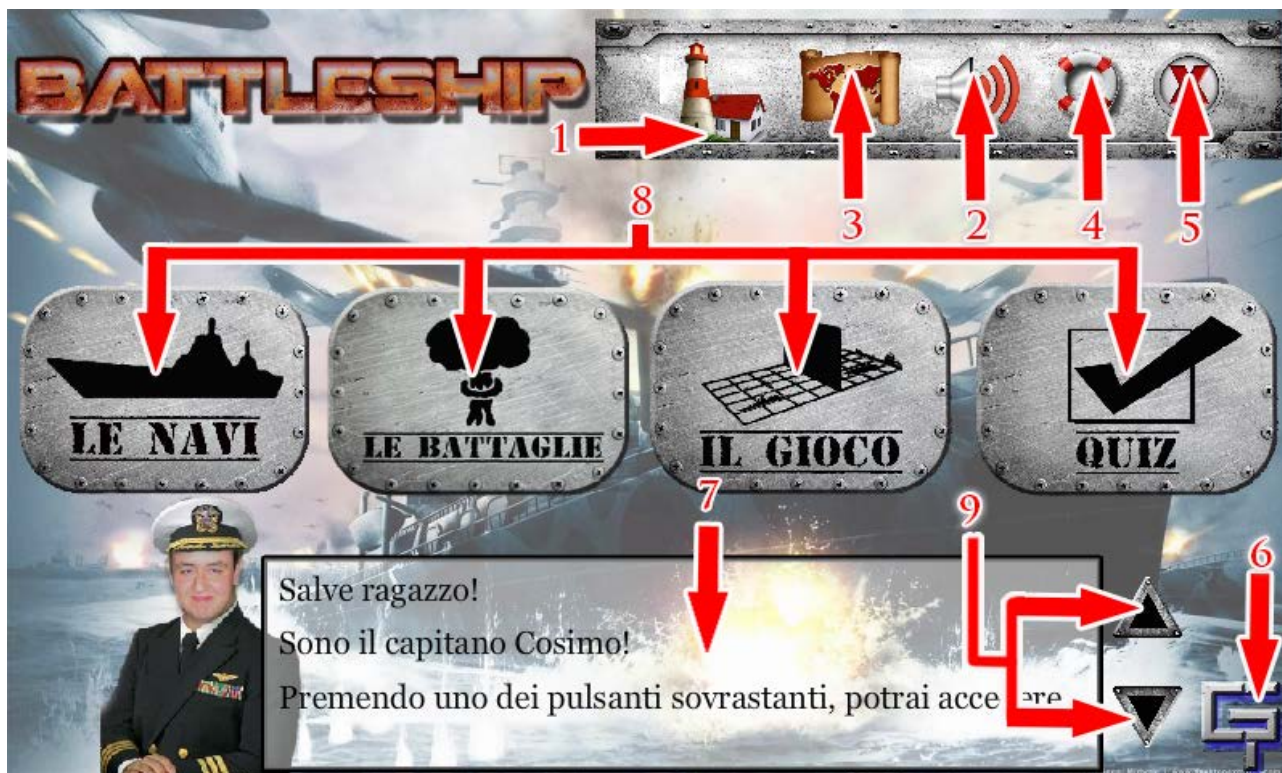 BATTLESHIP
1
3
2
4
5
8
LE NAVI
LE BATTAGLIE
IL GIOCO
QUIZ
7
9
6
Salve ragazzo!
Sono il capitano Cosimo!
Premendo uno dei pulsanti sovrastanti, potrai